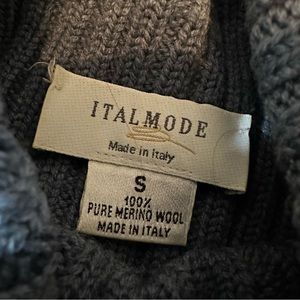 ITALMODE
Made in Italy
S
100%
PURE MERINO WOOL
MADE IN ITALY